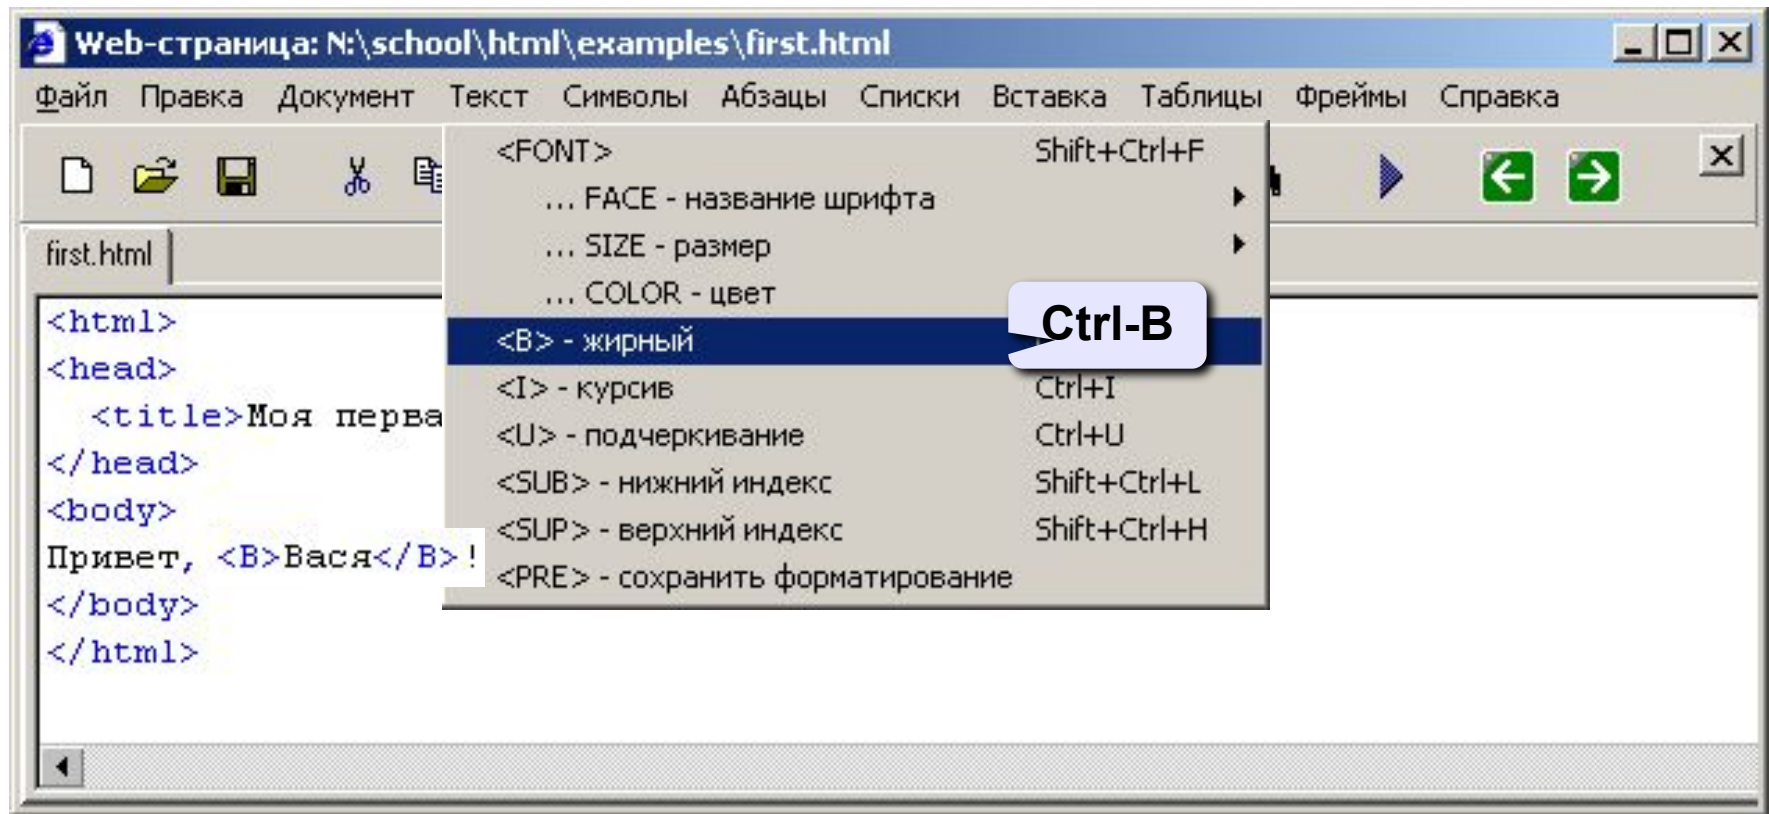 Web-страница: N:\school\html\examples\first.html
Файл Правка Документ Текст Символы Абзацы Списки Вставка Таблицы Фреймы Справка
<FONT> Shift+Ctrl+F
... FACE - название шрифта
... SIZE - размер
... COLOR - цвет
<B> - жирный
Ctrl-B
<I> - курсив Ctrl+I
<U> - подчеркивание Ctrl+U
<SUB> - нижний индекс Shift+Ctrl+L
<SUP> - верхний индекс Shift+Ctrl+H
<PRE> - сохранить форматирование
first.html
<html>
<head>
<title>Моя перва
</head>
<body>
Привет, <B>Вася</B>!
</body>
</html>